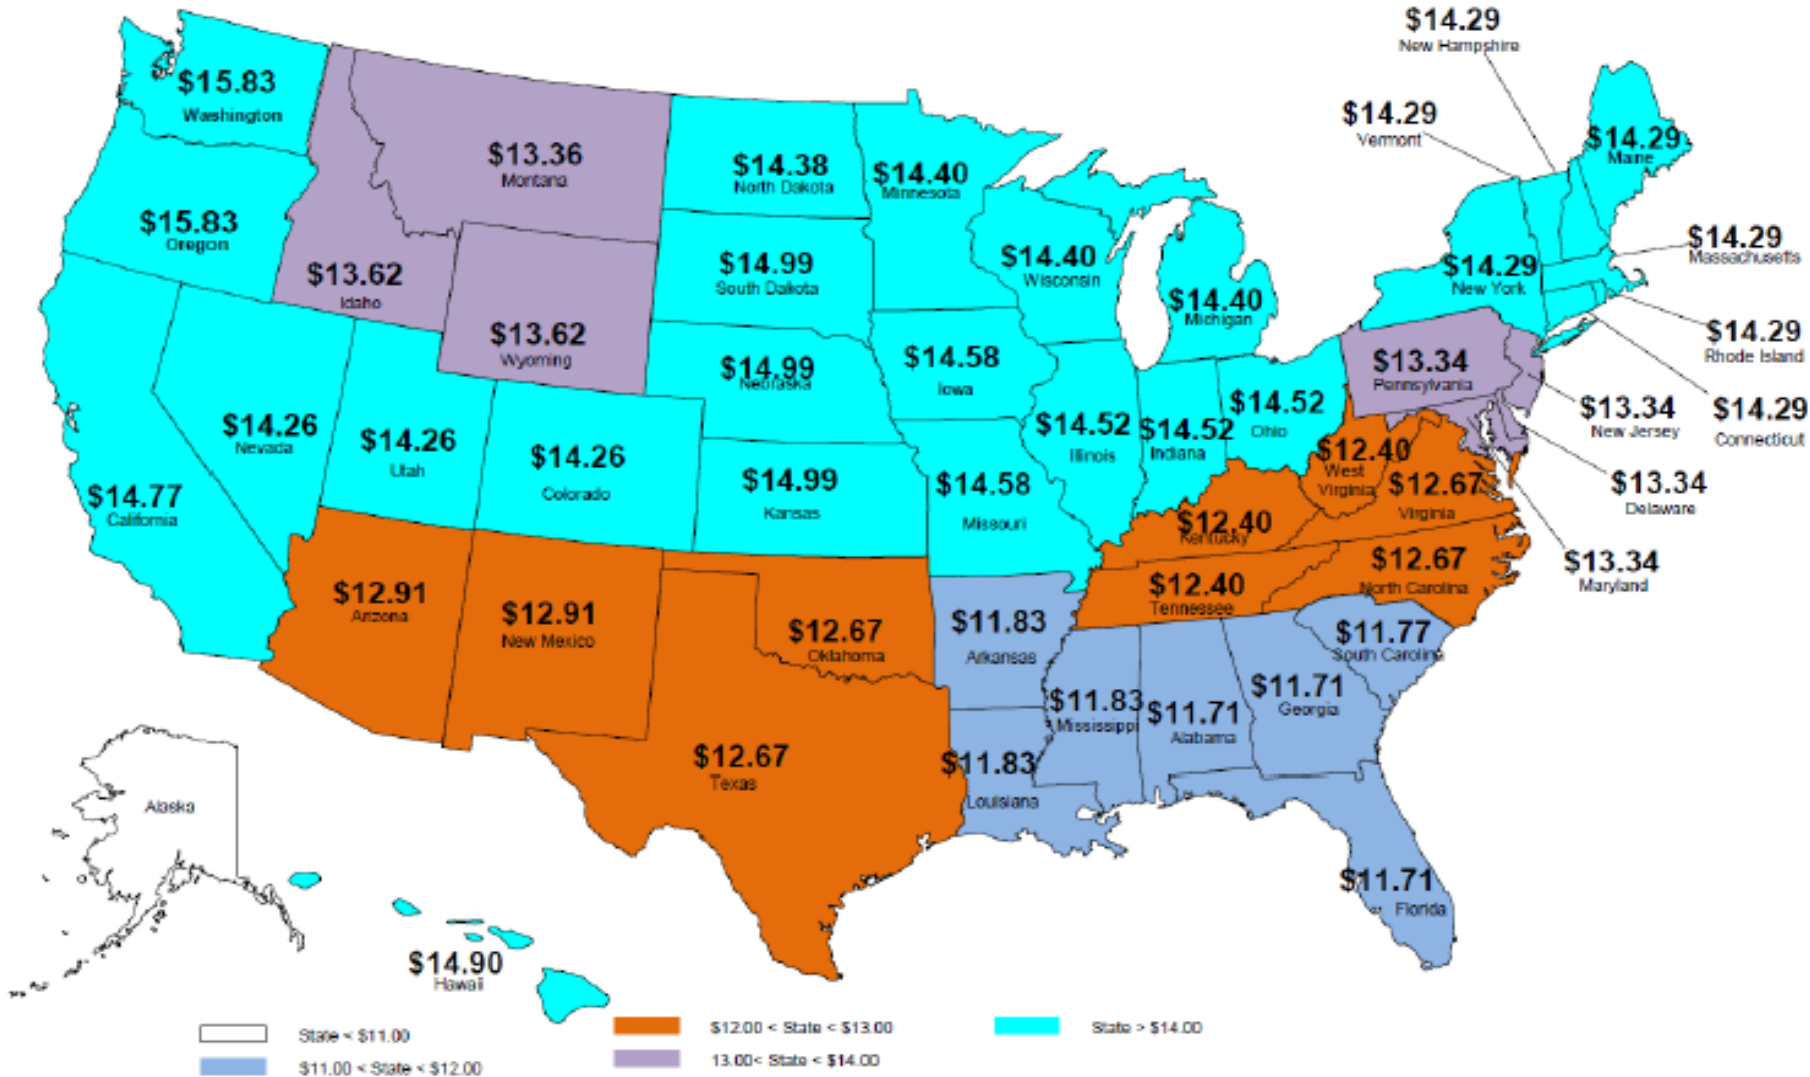 $14.29
New Hampshire
$15.83
Washington
$14.29
Vermont
$14.29
Maine
$13.36
Montana
$14.38
North Dakota
$14.40
Minnesota
$15.83
Oregon
$14.29
Massachusetts
$13.62
Idaho
$14.99
South Dakota
$14.40
Wisconsin
$14.29
New York
$14.40
Michigan
$13.62
Wyoming
$14.29
Rhode Island
$14.99
Nebraska
$14.58
Iowa
$13.34
Pennsylvania
$14.52
Ohio
$13.34
New Jersey
$14.29
Connecticut
$14.26
Nevada
$14.26
Utah
$14.26
Colorado
$14.52
Illinois
$14.52
Indiana
$12.40
West
Virginia
$14.77
California
$14.99
Kansas
$14.58
Missouri
$12.67
Virginia
$13.34
Delaware
$12.40
Kentucky
$12.67
North Carolina
$13.34
Maryland
$12.91
Arizona
$12.91
New Mexico
$12.40
Tennessee
$12.67
Oklahoma
$11.83
Arkansas
$11.77
South Carolina
$11.83
Mississippi
$11.71
Alabama
$11.71
Georgia
$12.67
Texas
$11.83
Louisiana
Alaska
$11.71
Florida
$14.90
Hawaii
State < $11.00
$11.00 < State < $12.00
$12.00 < State < $13.00
13.00< State < $14.00
State > $14.00